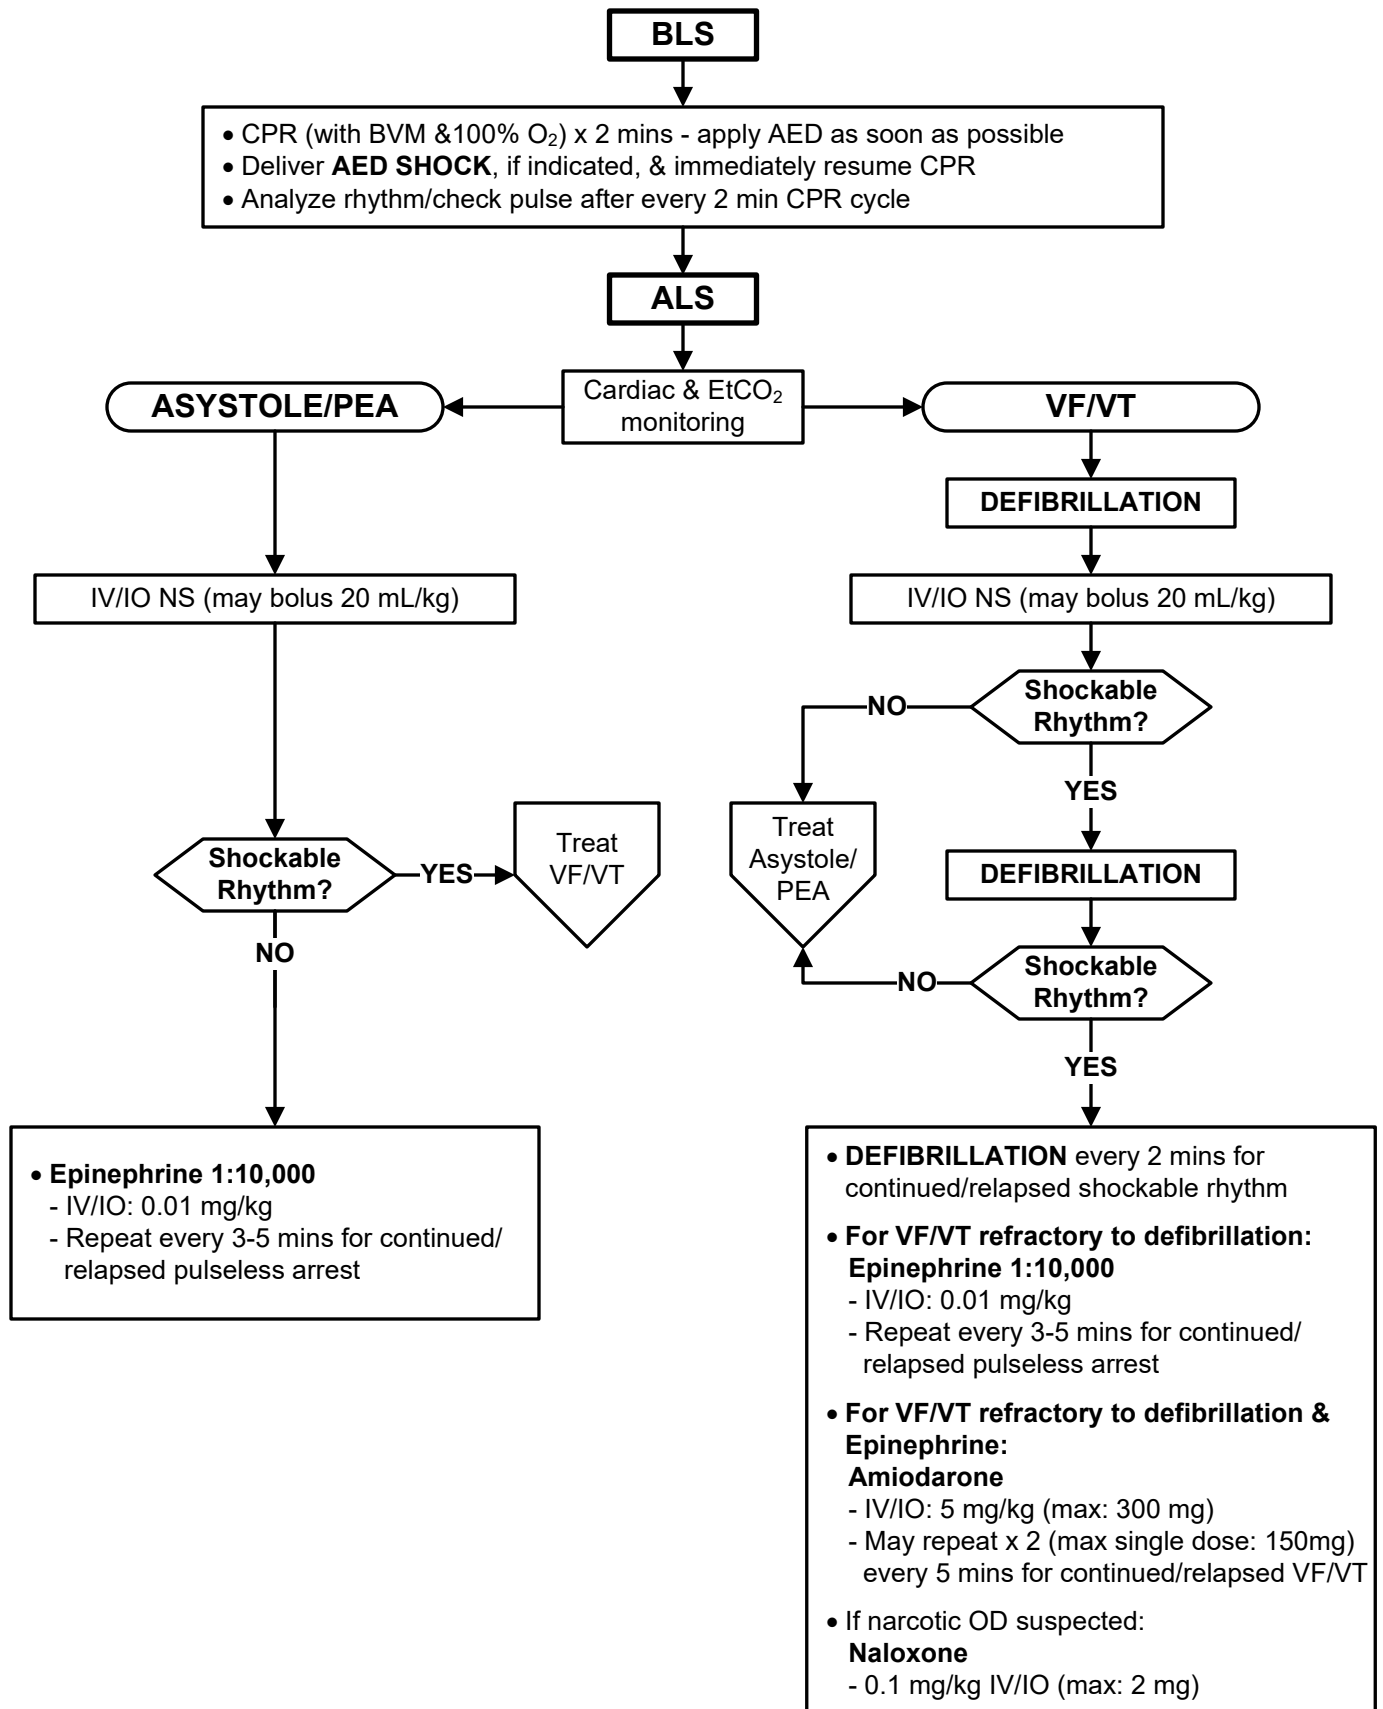 BLS
• CPR (with BVM &100% O₂) x 2 mins - apply AED as soon as possible
• Deliver AED SHOCK, if indicated, & immediately resume CPR
• Analyze rhythm/check pulse after every 2 min CPR cycle
ALS
Cardiac & EtCO₂
monitoring
ASYSTOLE/PEA
IV/IO NS (may bolus 20 mL/kg)
Shockable
Rhythm?
YES
Treat
VF/VT
NO
• Epinephrine 1:10,000
- IV/IO: 0.01 mg/kg
- Repeat every 3-5 mins for continued/
relapsed pulseless arrest
VF/VT
DEFIBRILLATION
IV/IO NS (may bolus 20 mL/kg)
Shockable
Rhythm?
NO
Treat
Asystole/
PEA
YES
DEFIBRILLATION
Shockable
Rhythm?
NO
YES
• DEFIBRILLATION every 2 mins for
continued/relapsed shockable rhythm
• For VF/VT refractory to defibrillation:
Epinephrine 1:10,000
- IV/IO: 0.01 mg/kg
- Repeat every 3-5 mins for continued/
relapsed pulseless arrest
• For VF/VT refractory to defibrillation &
Epinephrine:
Amiodarone
- IV/IO: 5 mg/kg (max: 300 mg)
- May repeat x 2 (max single dose: 150mg)
every 5 mins for continued/relapsed VF/VT
• If narcotic OD suspected:
Naloxone
- 0.1 mg/kg IV/IO (max: 2 mg)